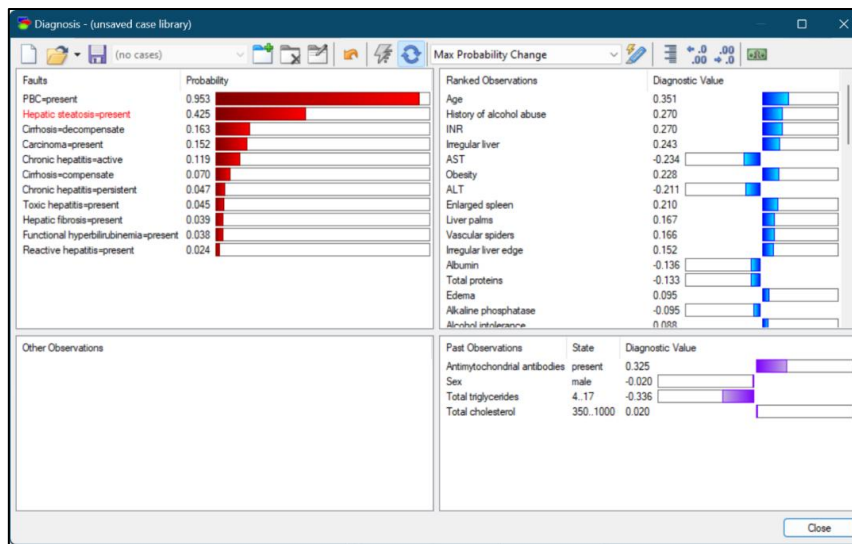 Diagnosis - (unsaved case library)
(no cases)
Max Probability Change
Faults Probability
PBC=present 0.953
Hepatic steatosis=present 0.425
Cirrhosis=decompensate 0.163
Carcinoma=present 0.152
Chronic hepatitis=active 0.119
Cirrhosis=compensate 0.070
Chronic hepatitis=persistent 0.047
Toxic hepatitis=present 0.045
Hepatic fibrosis=present 0.039
Functional hyperbilirubinemia=present 0.038
Reactive hepatitis=present 0.024
Ranked Observations Diagnostic Value
Age 0.351
History of alcohol abuse 0.270
INR 0.270
Irregular liver 0.243
AST -0.234
Obesity 0.228
ALT -0.211
Enlarged spleen 0.210
Liver palms 0.167
Vascular spiders 0.166
Irregular liver edge 0.152
Albumin -0.136
Total proteins -0.133
Edema 0.095
Alkaline phosphatase -0.095
Alcohol intolerance 0.088
Other Observations
Past Observations State Diagnostic Value
Antimytochondrial antibodies present 0.325
Sex male -0.020
Total triglycerides 4..17 -0.336
Total cholesterol 350..1000 0.020
Close